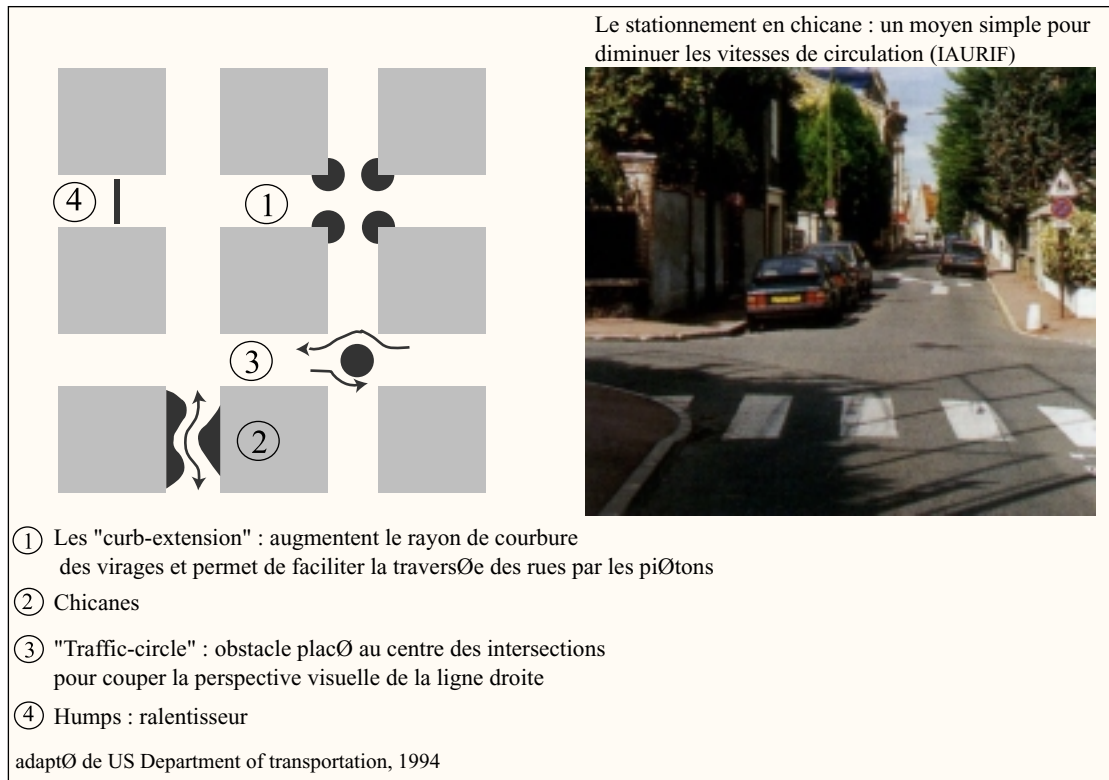 Le stationnement en chicane : un moyen simple pour
diminuer les vitesses de circulation (IAURIF)
4
1
3
2
1 Les "curb-extension" : augmentent le rayon de courbure
des virages et permet de faciliter la traversØe des rues par les piØtons
2 Chicanes
3 "Traffic-circle" : obstacle placØ au centre des intersections
pour couper la perspective visuelle de la ligne droite
4 Humps : ralentisseur
adaptØ de US Department of transportation, 1994